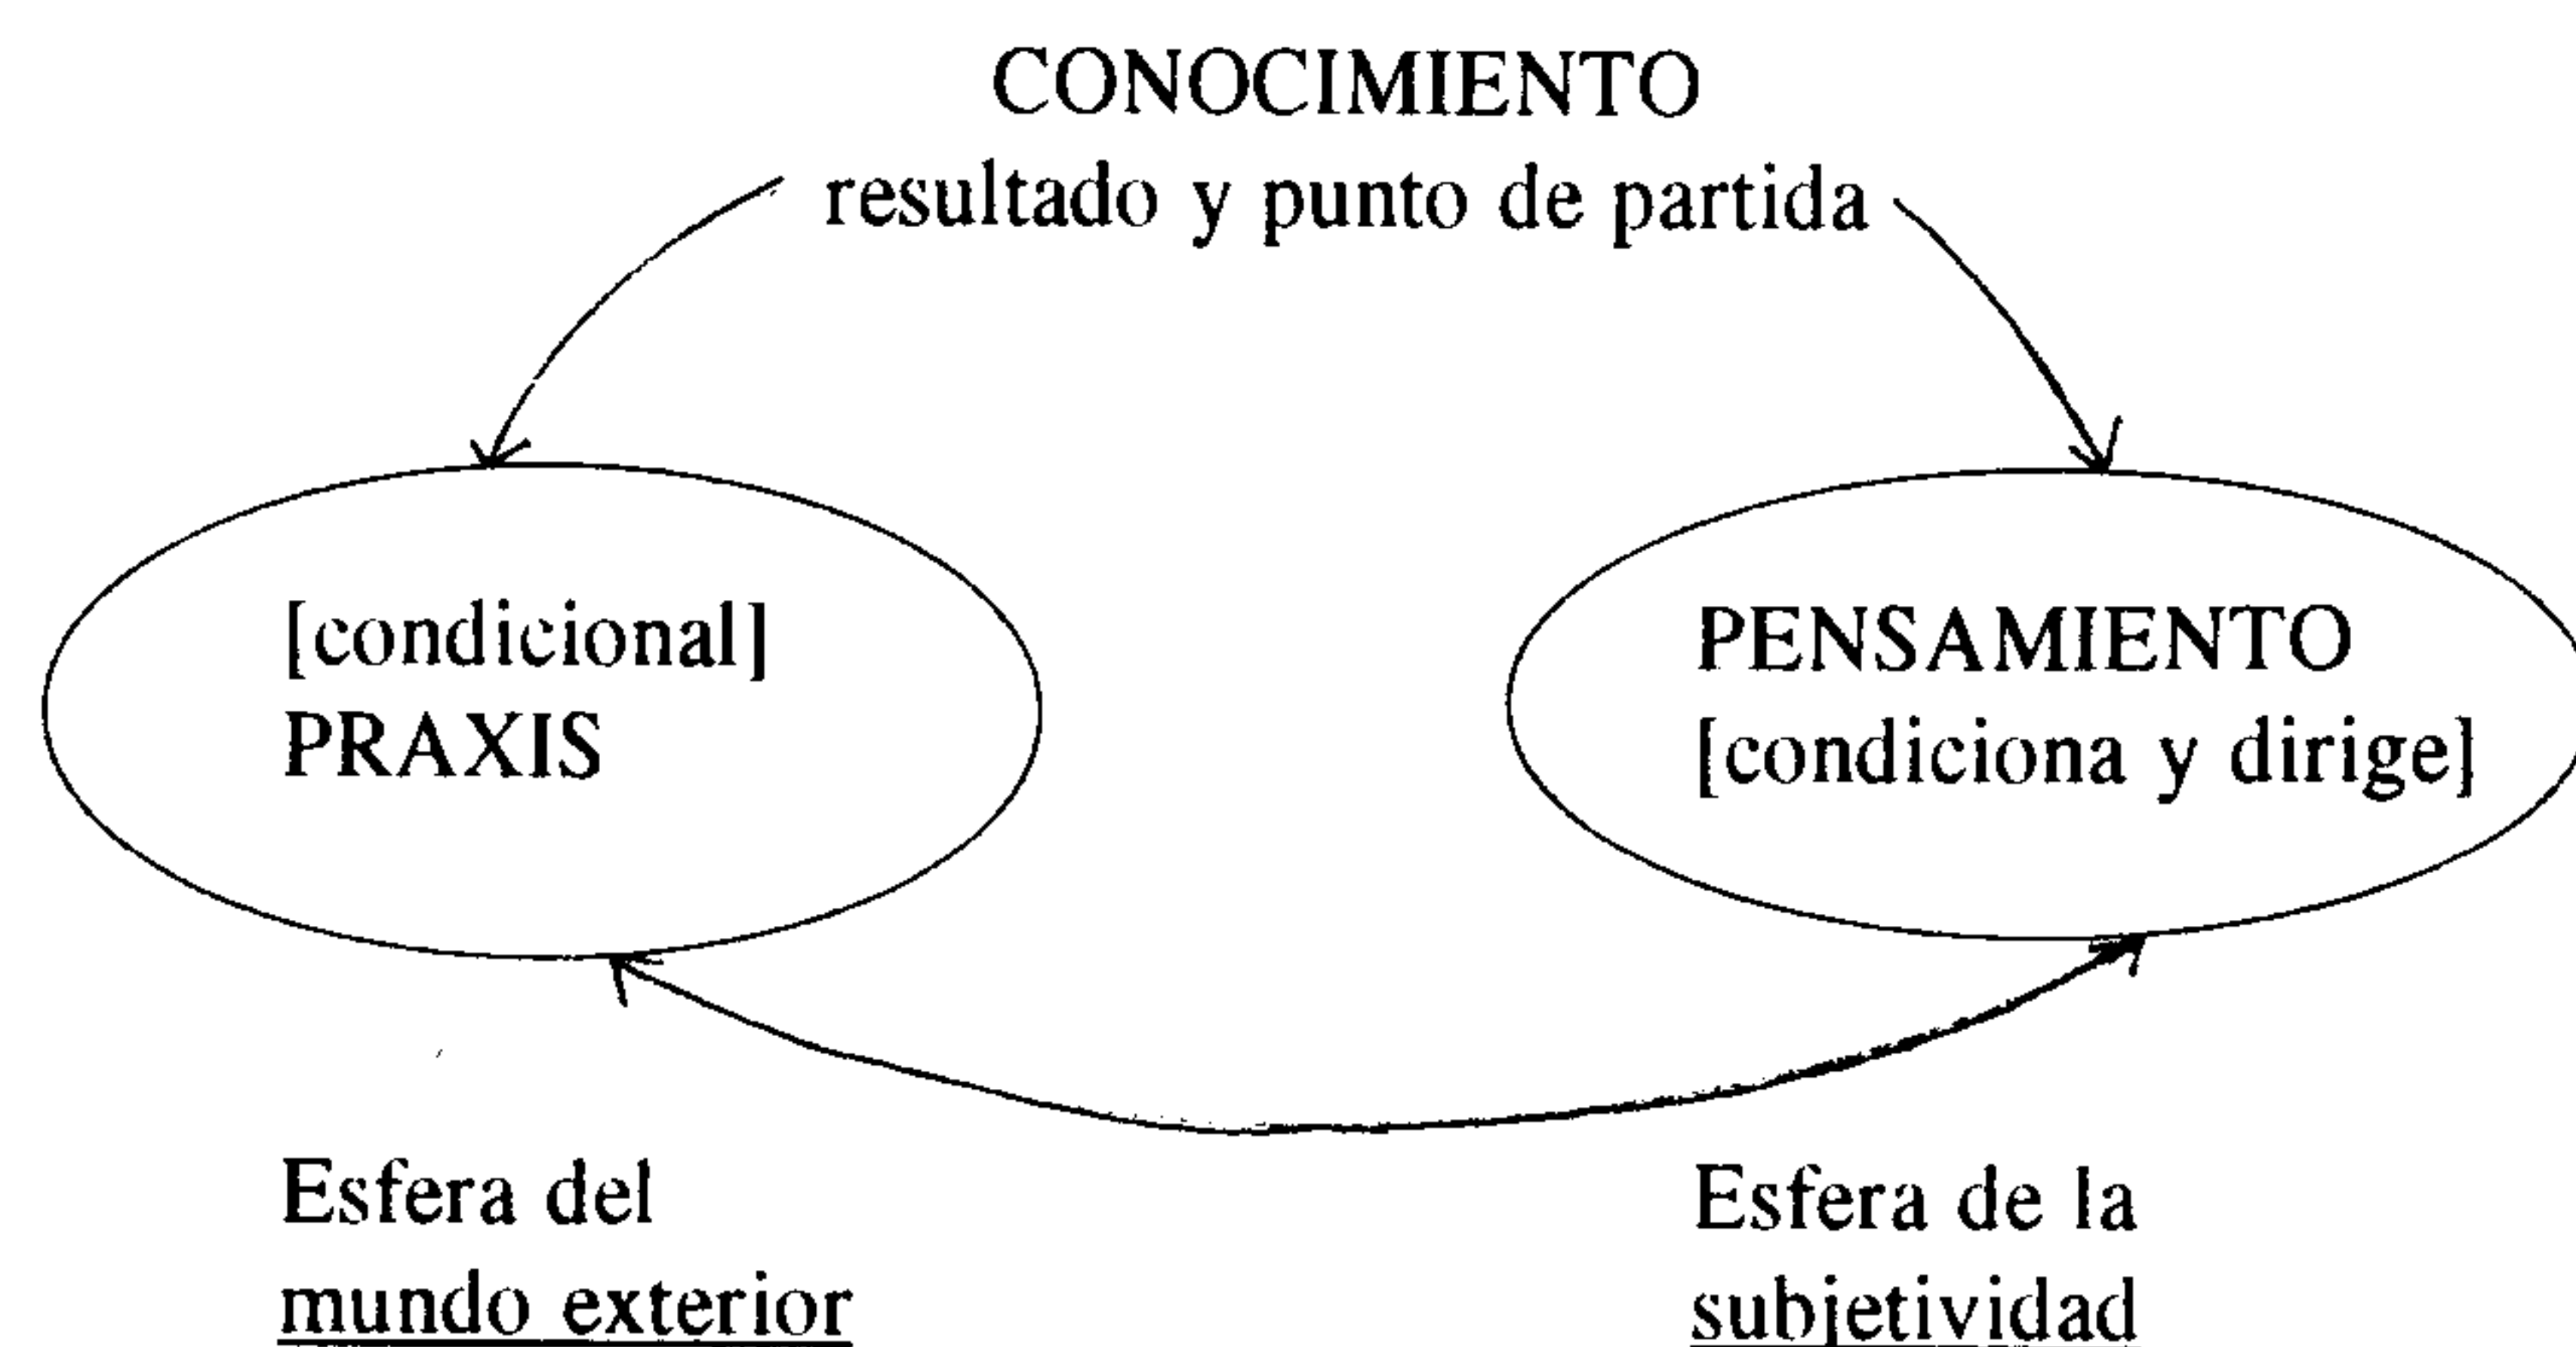 CONOCIMIENTO
resultado y punto de partida
[condicional]
PRAXIS
PENSAMIENTO
[condiciona y dirige]
Esfera del
mundo exterior
Esfera de la
subjetividad